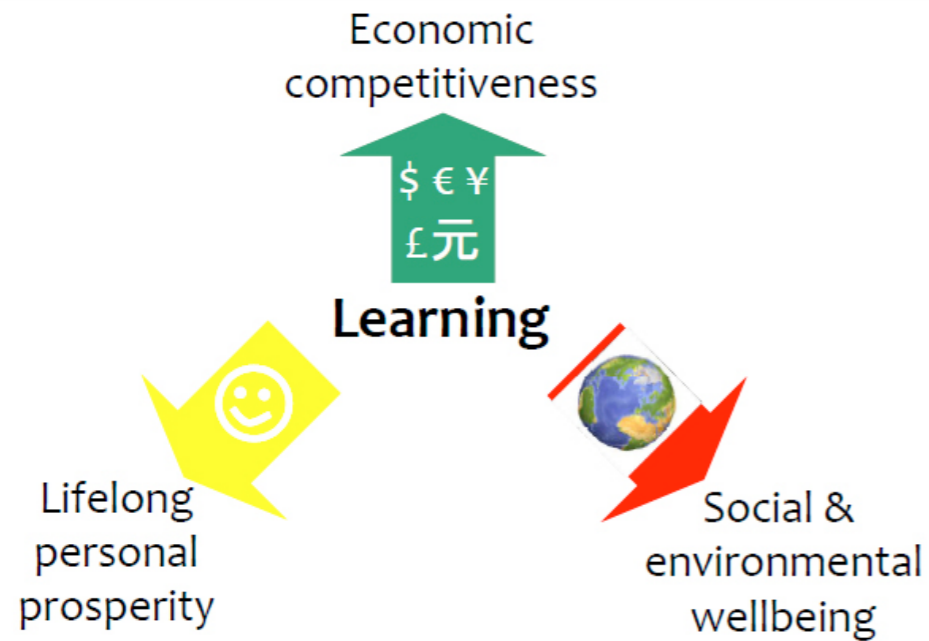 Economic
competitiveness
$ € ¥
£元
Learning
Lifelong
personal
prosperity
Social &
environmental
wellbeing